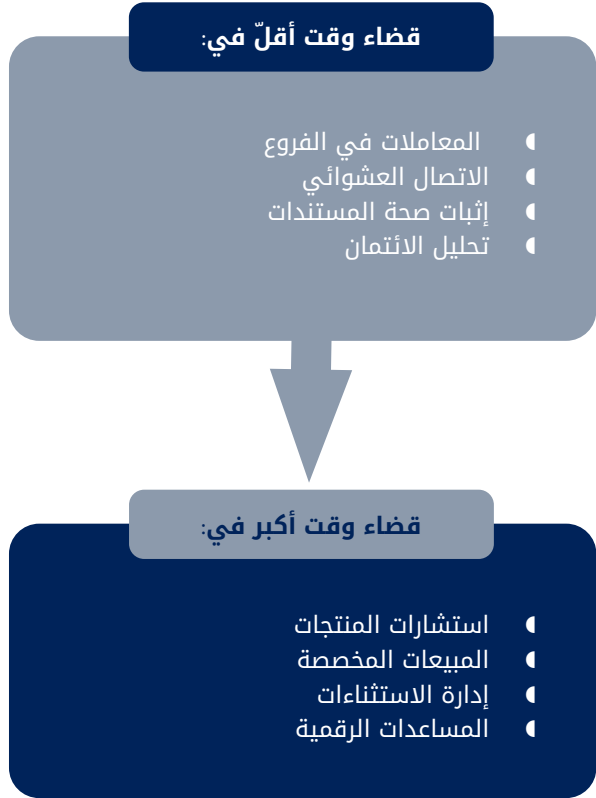 قضاء وقت أقلّ في:
المعاملات في الفروع
الاتصال العشوائي
إثبات صحة المستندات
تحليل الائتمان
قضاء وقت أكبر في:
استشارات المنتجات
المبيعات المخصصة
إدارة الاستثناءات
المساعدات الرقمية